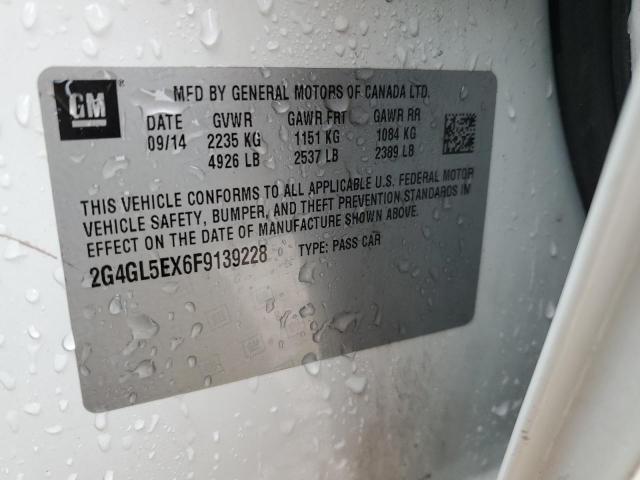 GM
MFD BY GENERAL MOTORS OF CANADA LTD.
DATE GVWR GAWR FRT GAWR RR
09/14 2235 KG 1151 KG 1084 KG
4926 LB 2537 LB 2389 LB
THIS VEHICLE CONFORMS TO ALL APPLICABLE U.S. FEDERAL MOTOR
VEHICLE SAFETY, BUMPER, AND THEFT PREVENTION STANDARDS IN
EFFECT ON THE DATE OF MANUFACTURE SHOWN ABOVE.
2G4GL5EX6F9139228 TYPE: PASS CAR